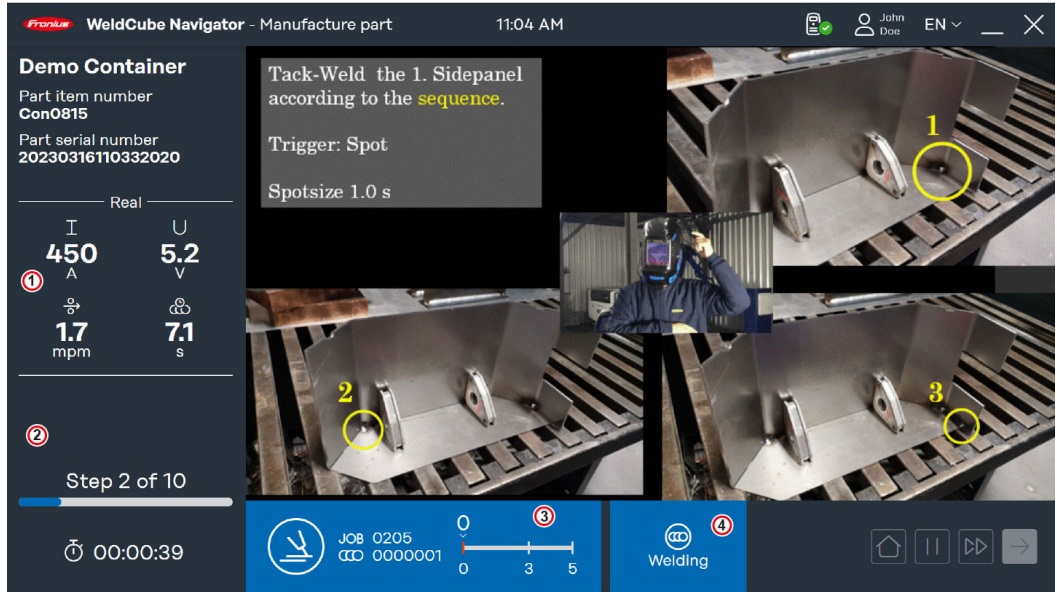 Fronius WeldCube Navigator - Manufacture part 11:04 AM John Doe EN
Demo Container
Part item number
Con0815
Part serial number
20230316110332020
Real
I U
450 5.2
A V
1
1.7 7.1
mpm s
2
Step 2 of 10
00:00:39
Tack-Weld the 1. Sidepanel
according to the sequence.
Trigger: Spot
Spotsize 1.0 s
1
2
3
JOB 0205
0000001
0
0 3 5
3
Welding
4